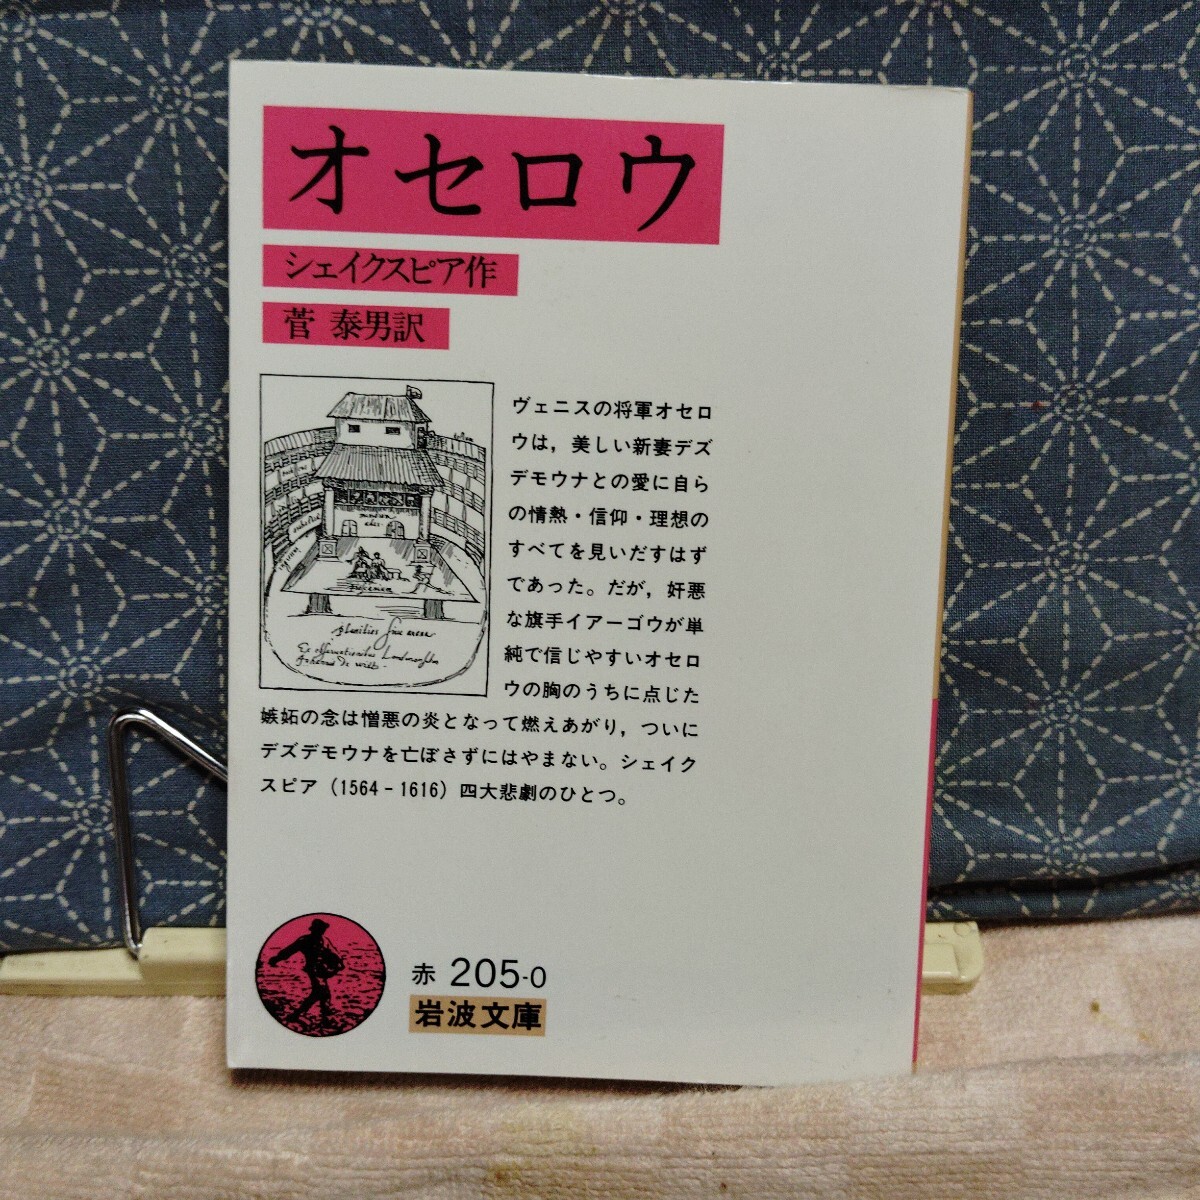 オセロウ
シェイクスピア作
菅 泰男訳
ヴェニスの将軍オセロ
ウは，美しい新妻デズ
デモウナとの愛に自ら
の情熱・信仰・理想の
すべてを見いだすはず
であった。だが，奸悪
な旗手イアーゴウが単
純で信じやすいオセロ
ウの胸のうちに点じた
嫉妬の念は憎悪の炎となって燃えあがり，ついに
デズデモウナを亡ぼさずにはやまない。シェイク
スピア（1564－1616）四大悲劇のひとつ。
赤 205-0
岩波文庫